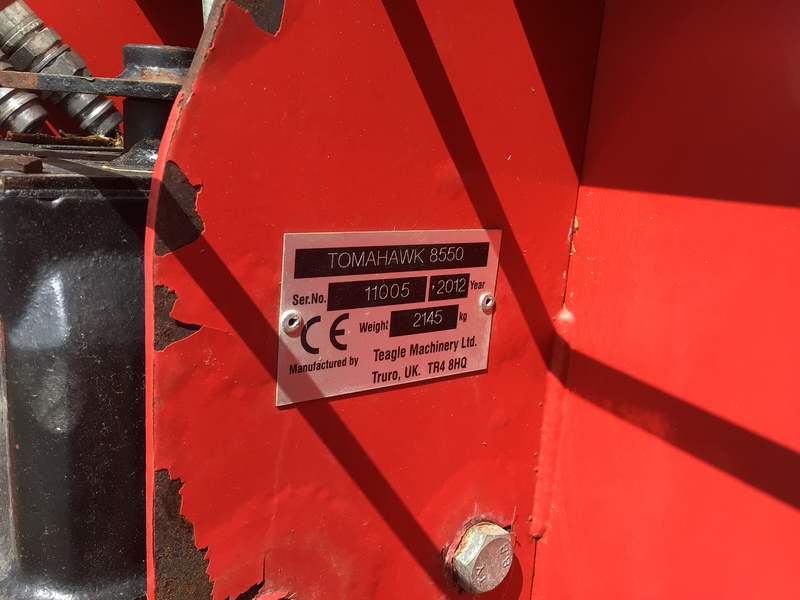 TOMAHAWK 8550
Ser.No. 11005 2012 Year
CE Weight 2145 kg
Manufactured by Teagle Machinery Ltd.
Truro, UK. TR4 8HQ